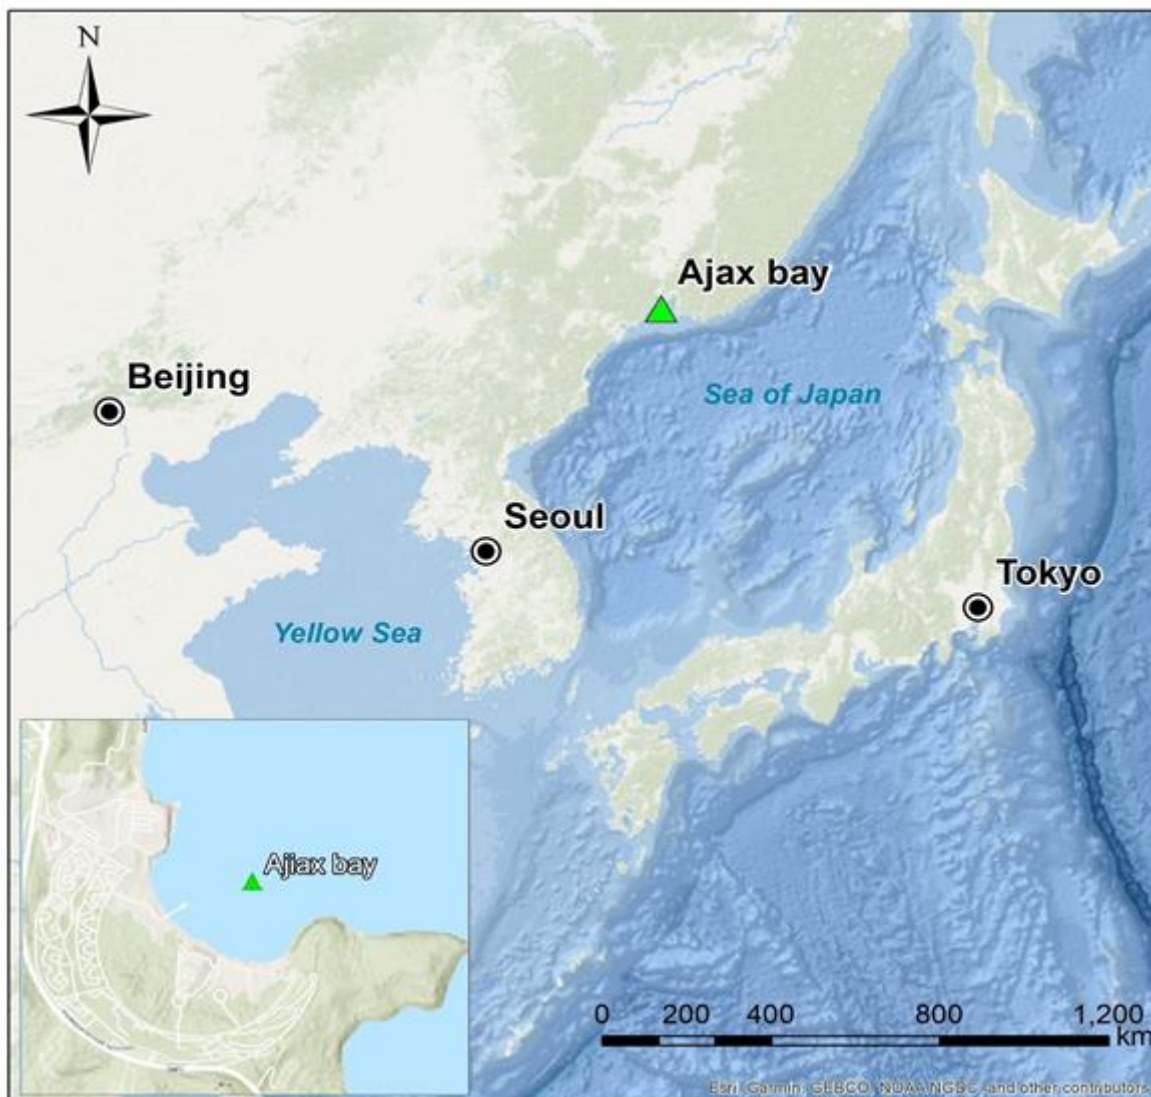 N
Ajax bay
Beijing
Sea of Japan
Seoul
Tokyo
Yellow Sea
Ajiax bay
0 200 400 800 1,200
km
Esri, Garmin, GEBCO, NOAA NGDC, and other contributors